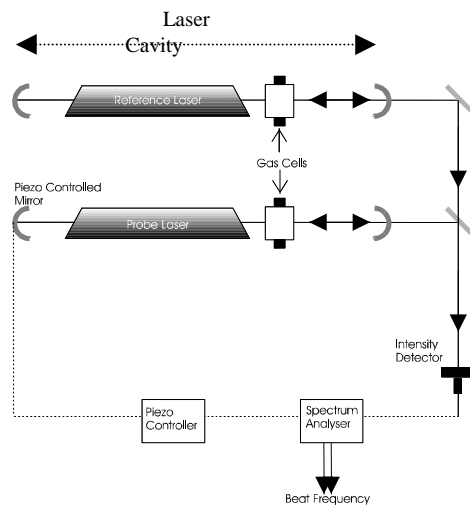 Laser
Cavity
Reference Laser
Gas Cells
Piezo Controlled
Mirror
Probe Laser
Intensity
Detector
Piezo
Controller
Spectrum
Analyser
Beat Frequency